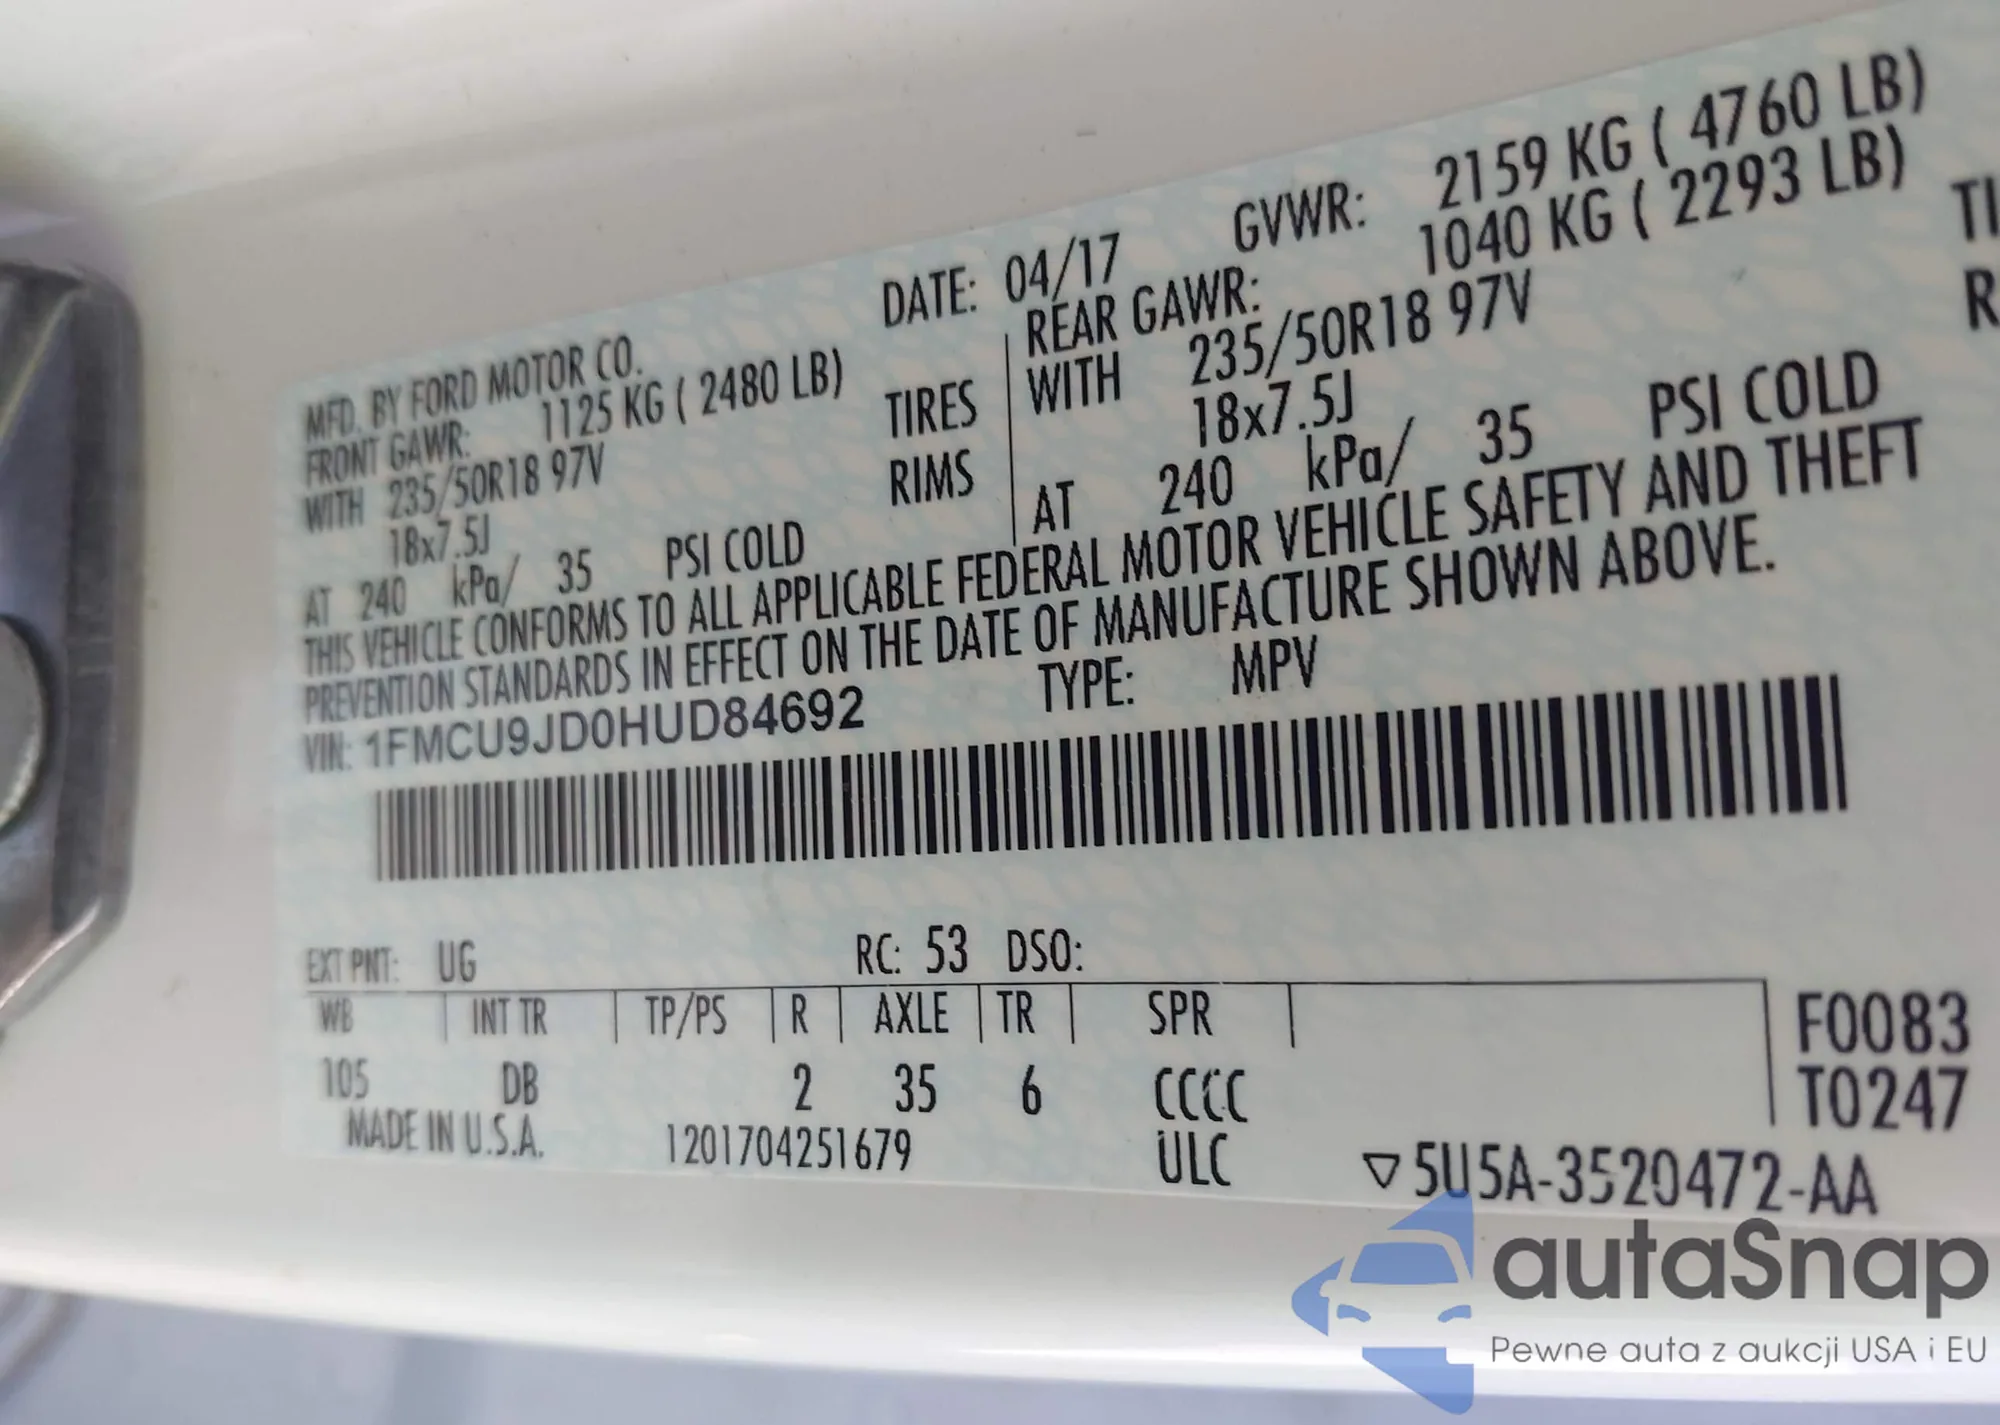 MFD. BY FORD MOTOR CO. DATE: 04/17 GVWR: 2159 KG ( 4760 LB)
FRONT GAWR: 1125 KG ( 2480 LB) REAR GAWR: 1040 KG ( 2293 LB)
WITH 235/50R18 97V TIRES WITH 235/50R18 97V TI
18x7.5J RIMS 18x7.5J R
AT 240 kPa/ 35 PSI COLD AT 240 kPa/ 35 PSI COLD
THIS VEHICLE CONFORMS TO ALL APPLICABLE FEDERAL MOTOR VEHICLE SAFETY AND THEFT
PREVENTION STANDARDS IN EFFECT ON THE DATE OF MANUFACTURE SHOWN ABOVE.
VIN: 1FMCU9JD0HUD84692 TYPE: MPV
EXT PNT: UG RC: 53 DSO:
WB INT TR TP/PS R AXLE TR SPR F0083
105 DB 2 35 6 CCCC T0247
MADE IN U.S.A. 1201704251679 ULC ▽5U5A-3520472-AA
autaSnap
Pewne auta z aukcji USA i EU